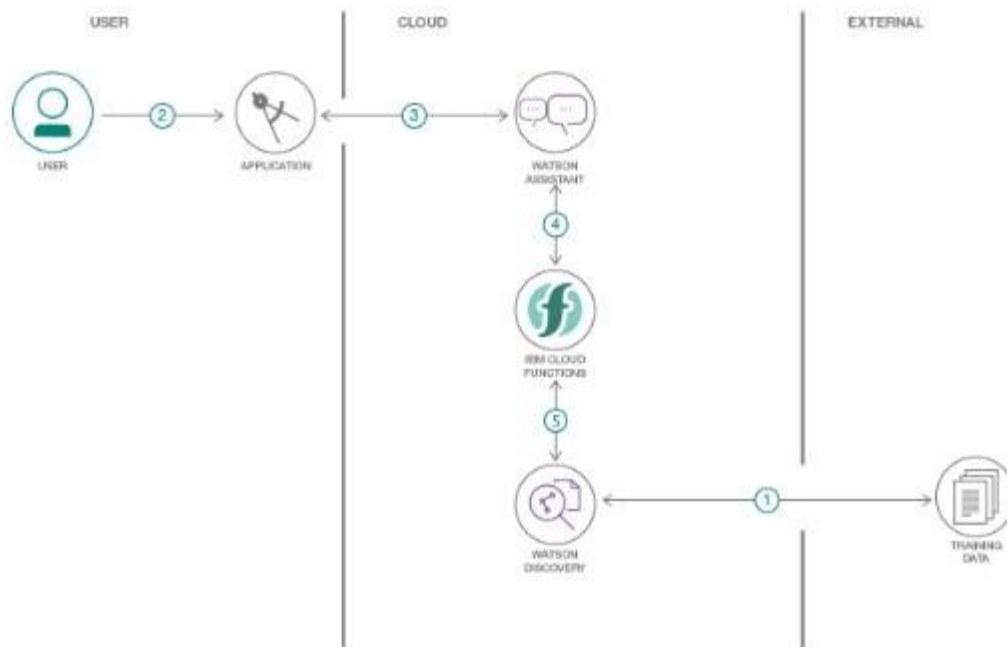 USER
CLOUD
EXTERNAL
2
3
USER
APPLICATION
WATSON
ASSISTANT
4
IBM CLOUD
FUNCTIONS
5
1
WATSON
DISCOVERY
TRAINING
DATA